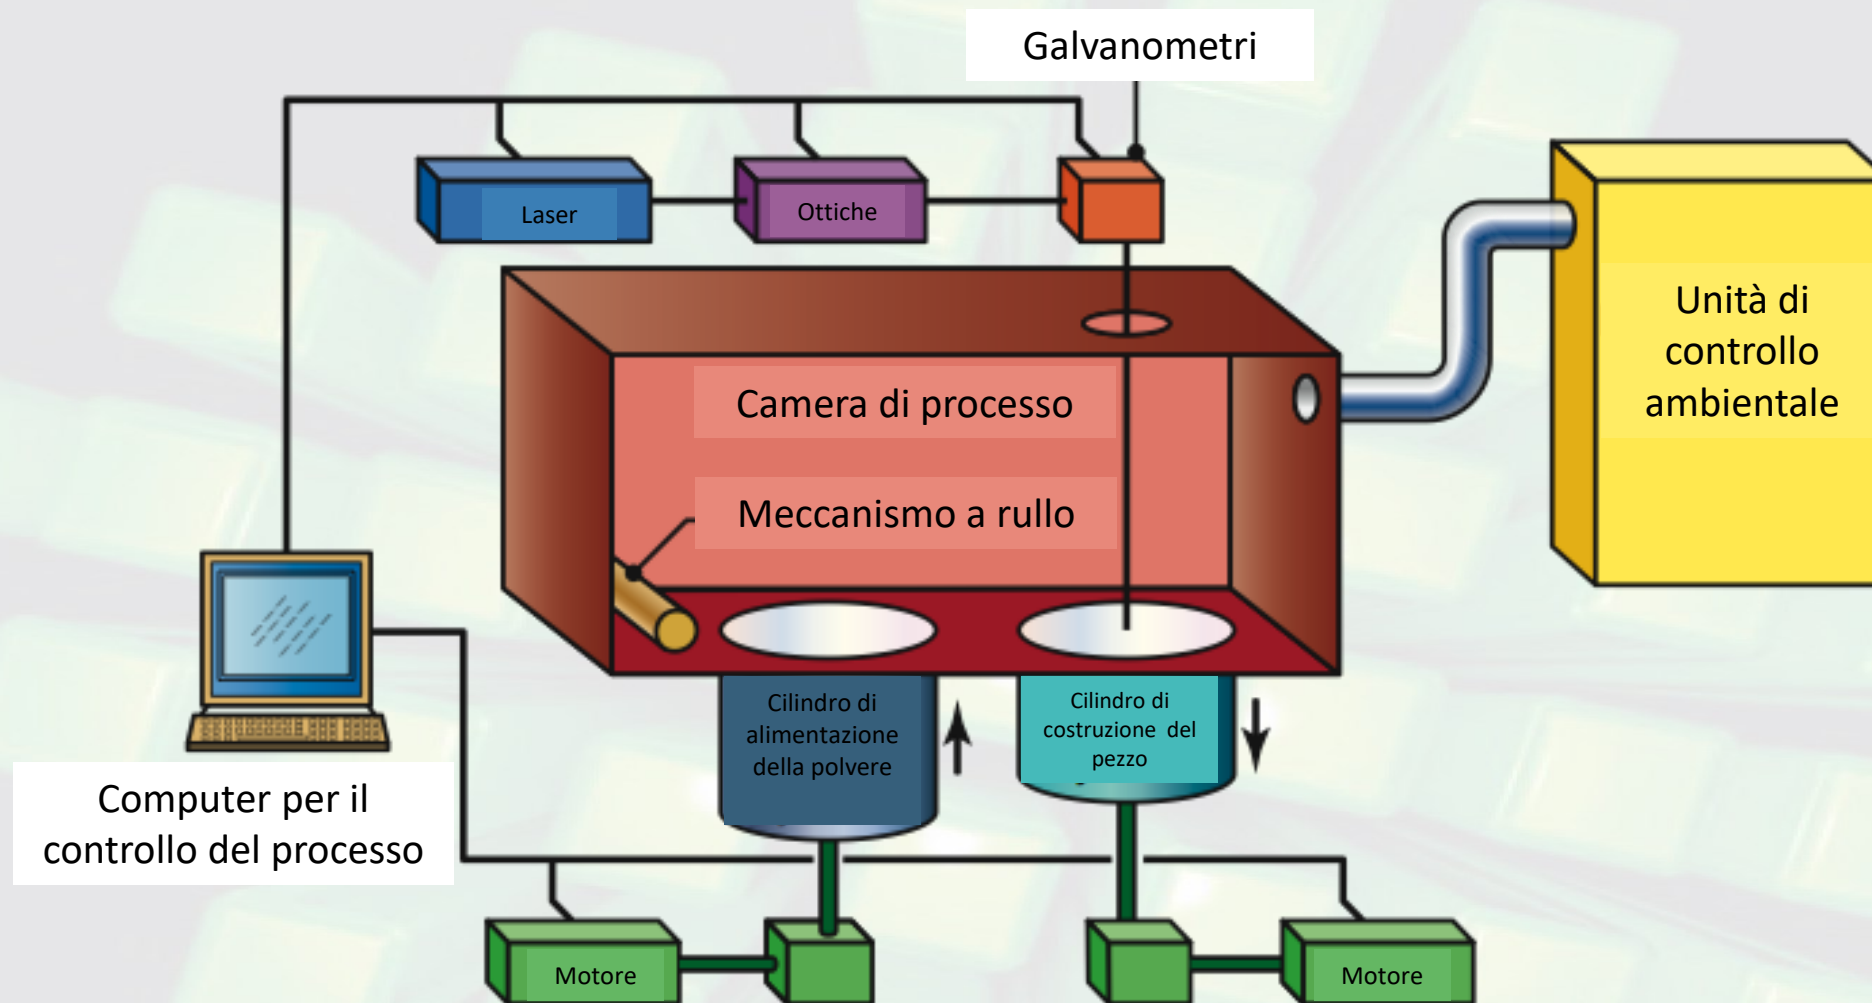 Galvanometri
Laser
Ottiche
Unità di
controllo
ambientale
Camera di processo
Meccanismo a rullo
Cilindro di
alimentazione
della polvere
Cilindro di
costruzione del
pezzo
Computer per il
controllo del processo
Motore
Motore